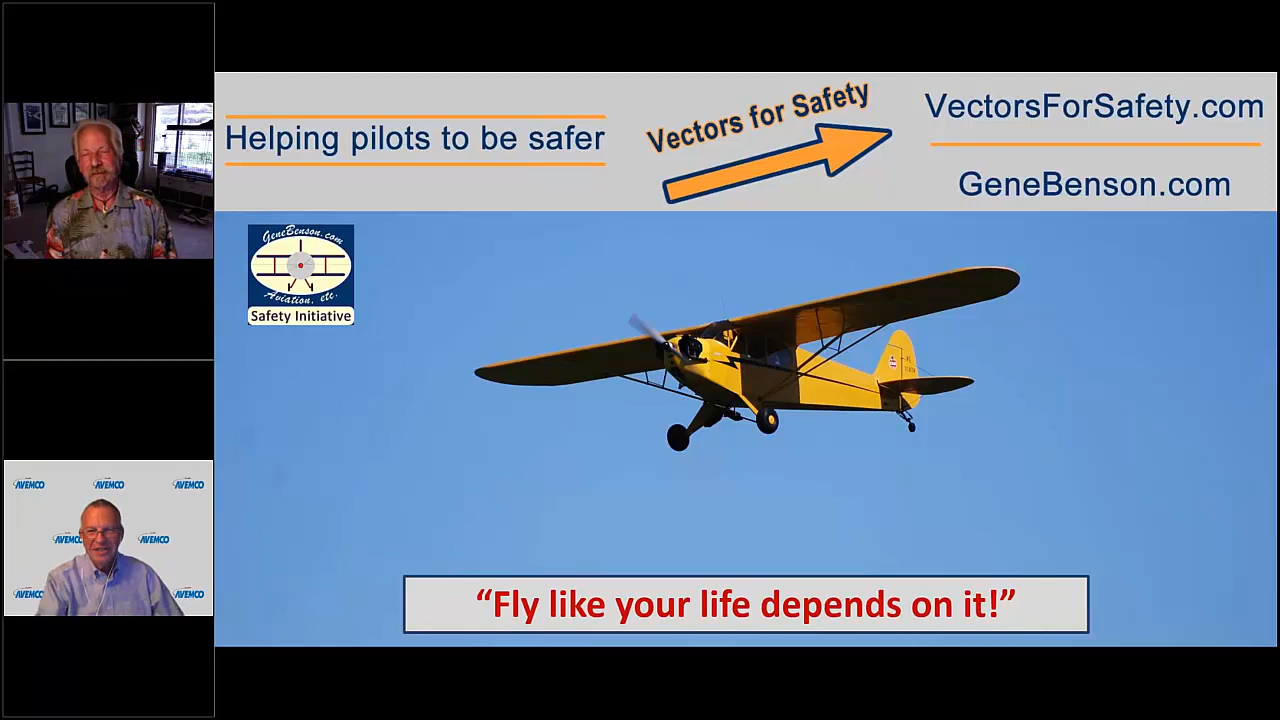 Helping pilots to be safer
Vectors for Safety
VectorsForSafety.com
GeneBenson.com
GeneBenson.com
Aviation, etc.
Safety Initiative
AVEMCO AVEMCO AVEMCO
AVEMCO AVEMCO
AVEMCO AVEMCO
"Fly like your life depends on it!"